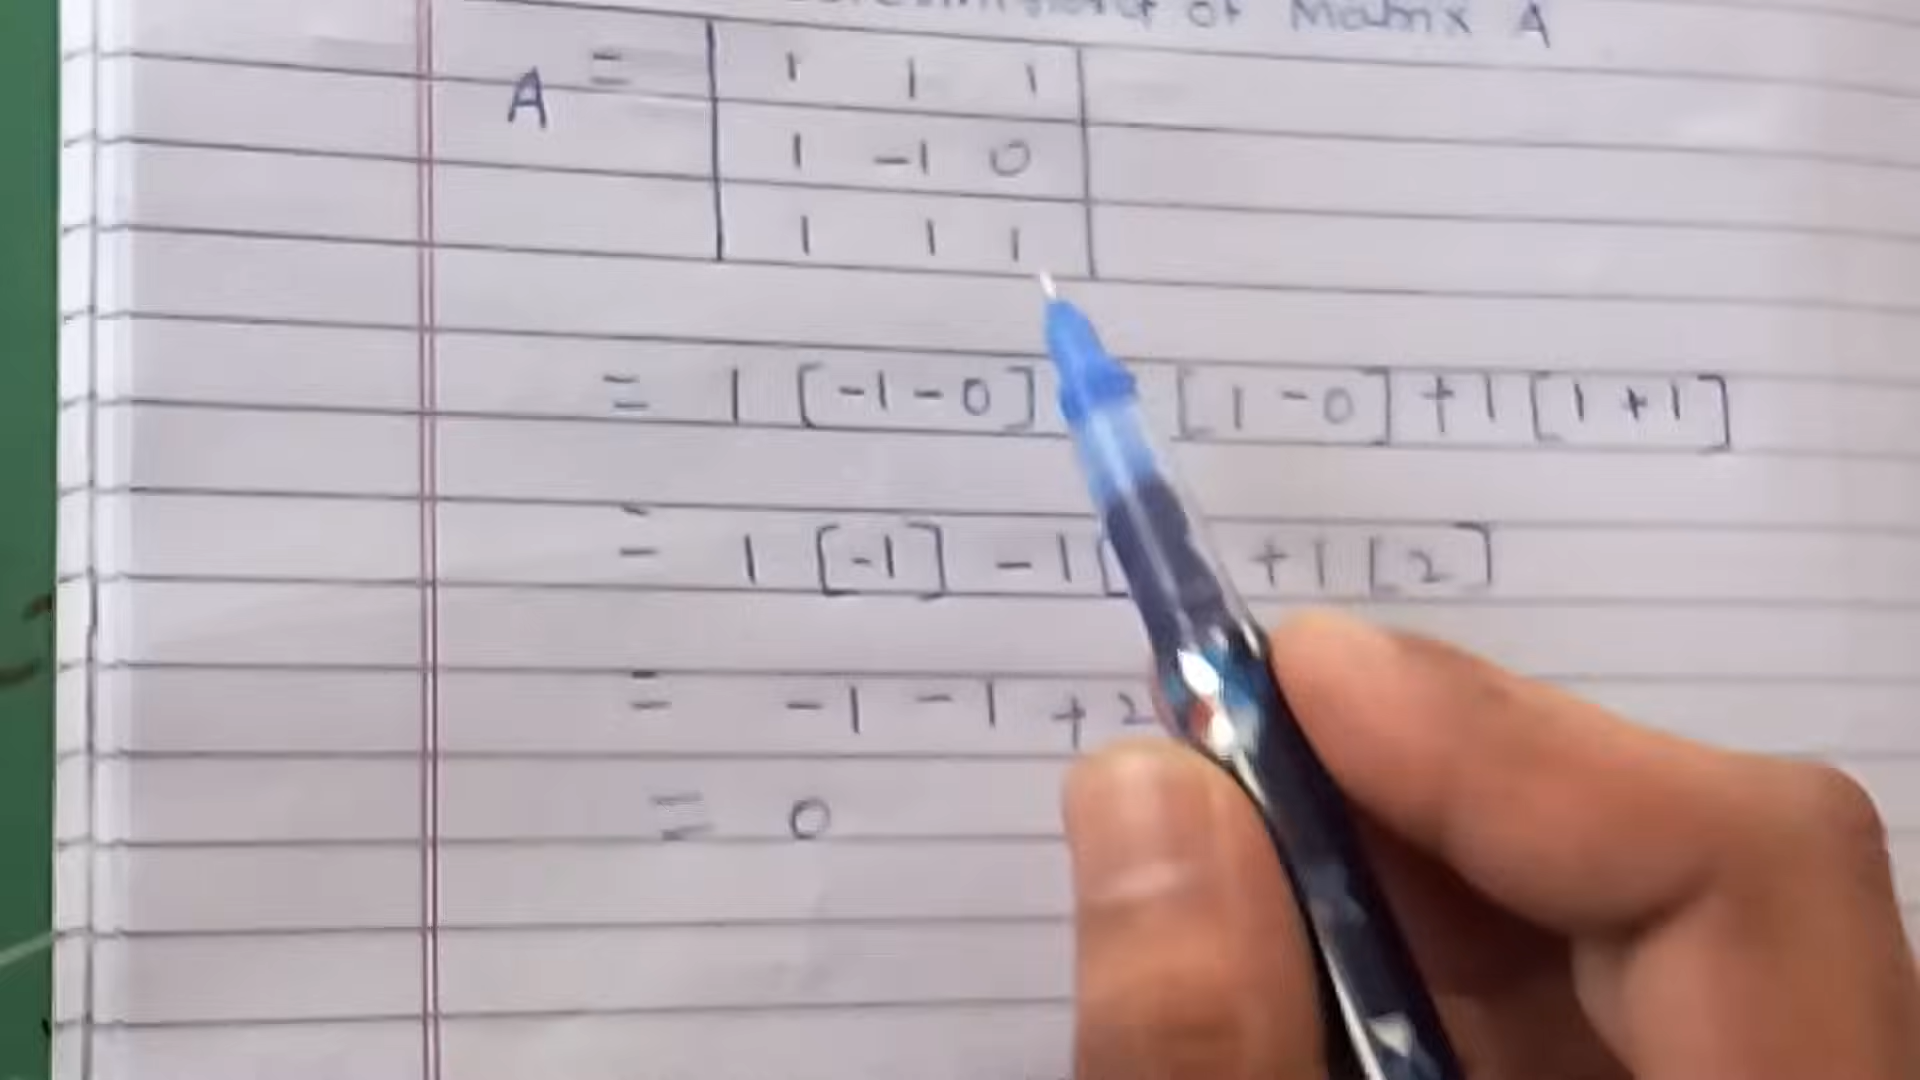 of Matrix A
A = | 1 1 1 |
| 1 -1 0 |
| 1 1 1 |
= 1 [-1-0] [1-0] +1 [1+1]
= 1 [-1] -1[ +1 [2]
= -1 -1 +2
= 0